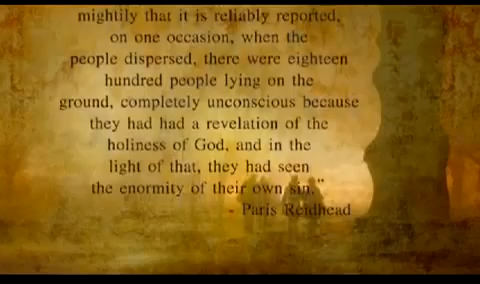 mightily that it is reliably reported,
on one occasion, when the
people dispersed, there were eighteen
hundred people lying on the
ground, completely unconscious because
they had had a revelation of the
holiness of God, and in the
light of that, they had seen
the enormity of their own sin."
- Paris Reidhead